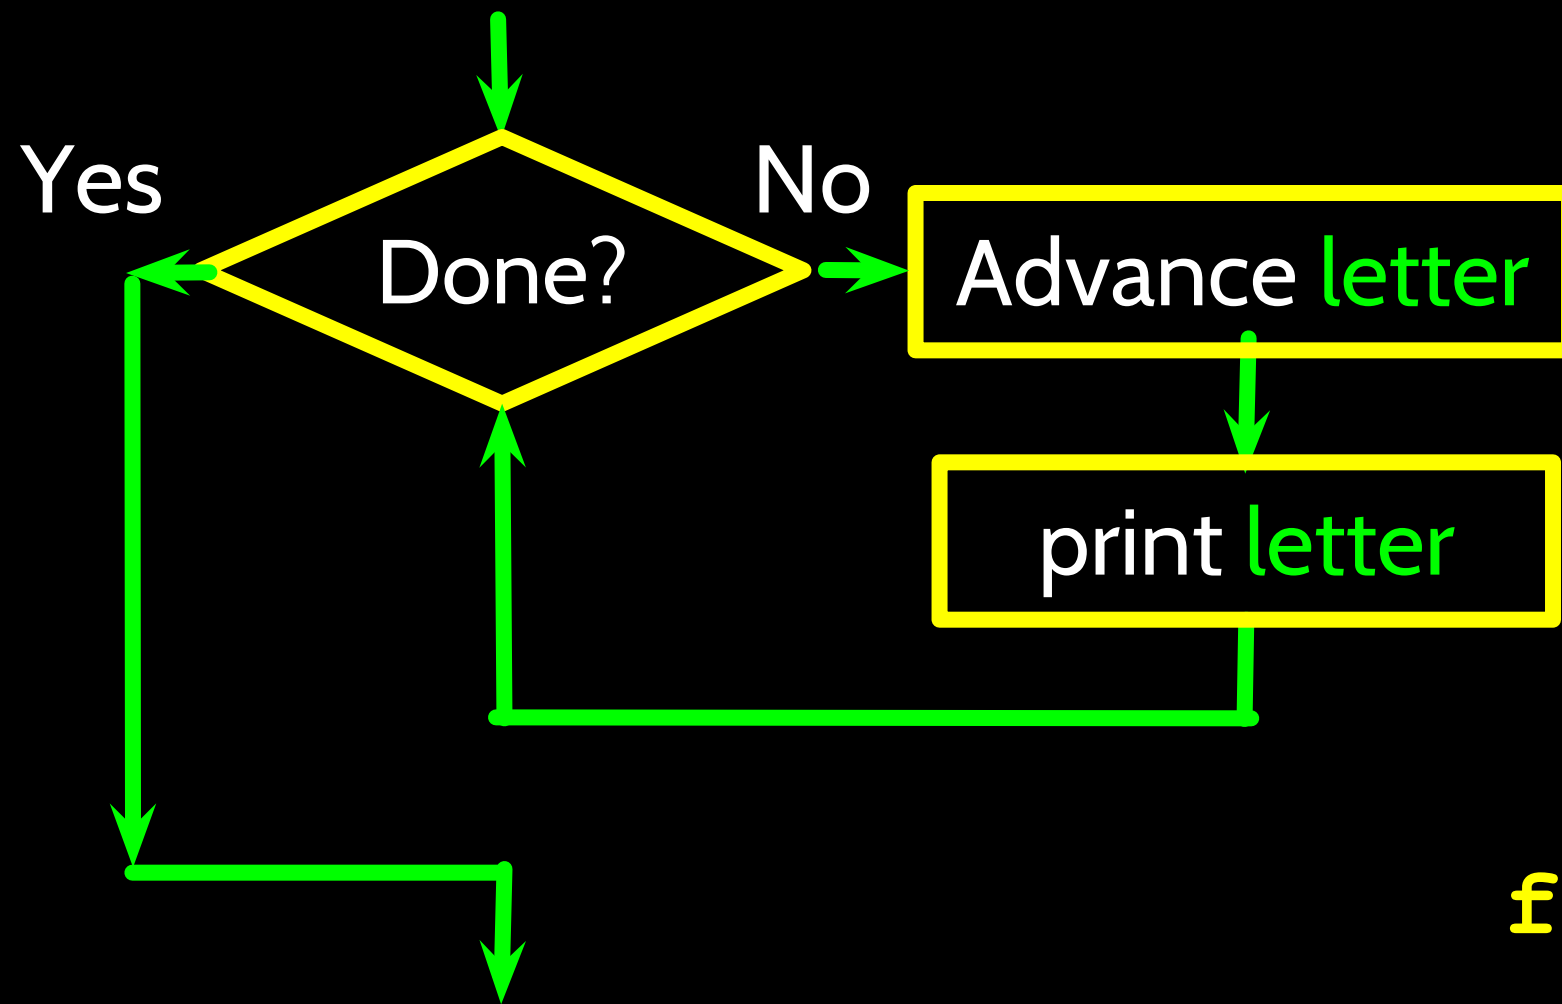 Yes
No
Done?
Advance letter
print letter
f